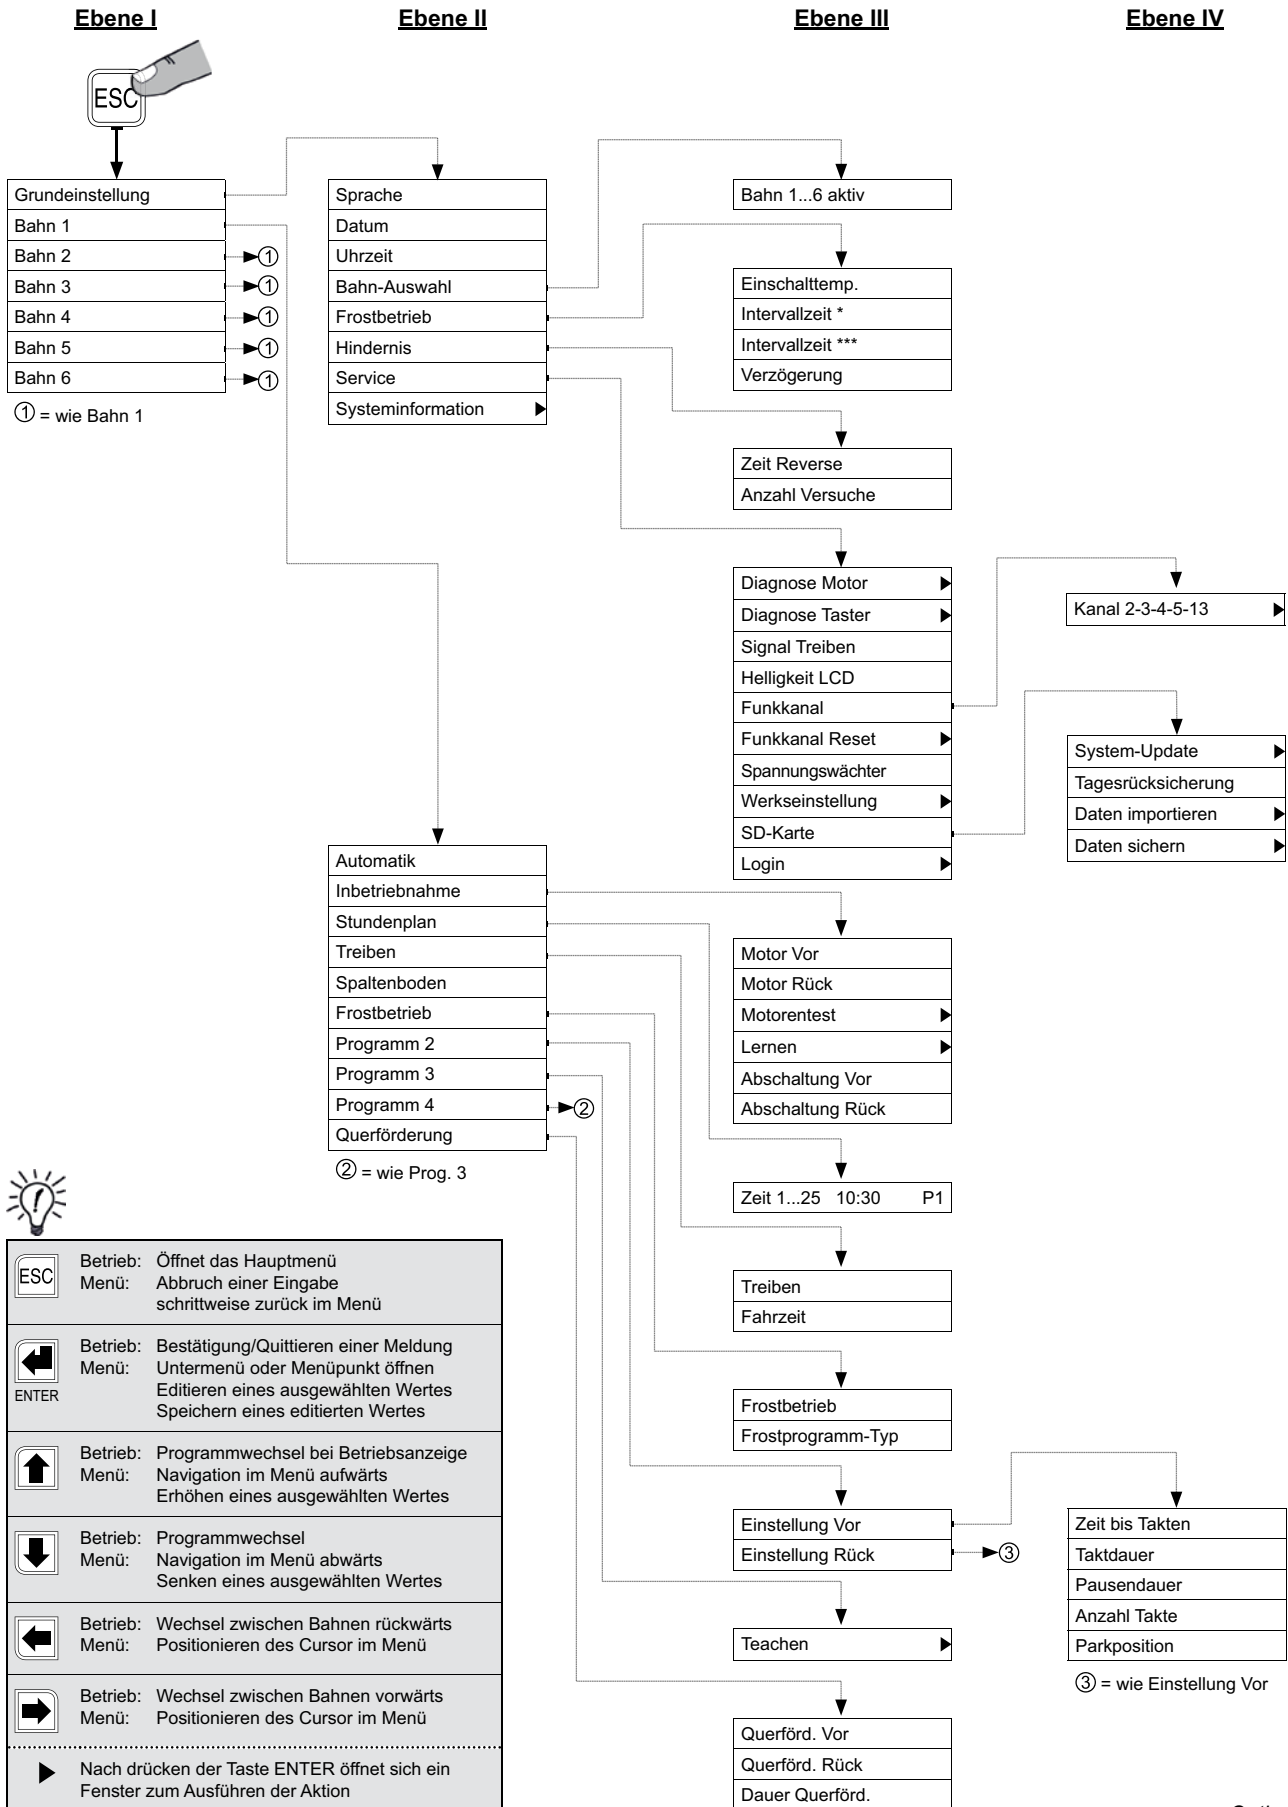 Ebene I
Ebene II
Ebene III
Ebene IV
ESC
Grundeinstellung
Bahn 1
Bahn 2 ①
Bahn 3 ①
Bahn 4 ①
Bahn 5 ①
Bahn 6 ①
① = wie Bahn 1
Sprache
Datum
Uhrzeit
Bahn-Auswahl
Frostbetrieb
Hindernis
Service
Systeminformation
Bahn 1...6 aktiv
Einschalttemp.
Intervallzeit *
Intervallzeit ***
Verzögerung
Zeit Reverse
Anzahl Versuche
Diagnose Motor
Diagnose Taster
Signal Treiben
Helligkeit LCD
Funkkanal
Funkkanal Reset
Spannungswächter
Werkseinstellung
SD-Karte
Login
Kanal 2-3-4-5-13
System-Update
Tagesrücksicherung
Daten importieren
Daten sichern
Automatik
Inbetriebnahme
Stundenplan
Treiben
Spaltenboden
Frostbetrieb
Programm 2
Programm 3
Programm 4 ②
Querförderung
② = wie Prog. 3
Motor Vor
Motor Rück
Motorentest
Lernen
Abschaltung Vor
Abschaltung Rück
Zeit 1...25 10:30 P1
Treiben
Fahrzeit
Frostbetrieb
Frostprogramm-Typ
Einstellung Vor
Einstellung Rück ③
Teachen
Querförd. Vor
Querförd. Rück
Dauer Querförd.
Zeit bis Takten
Taktdauer
Pausendauer
Anzahl Takte
Parkposition
③ = wie Einstellung Vor
ESC
Betrieb: Öffnet das Hauptmenü
Menü: Abbruch einer Eingabe
schrittweise zurück im Menü
ENTER
Betrieb: Bestätigung/Quittieren einer Meldung
Menü: Untermenü oder Menüpunkt öffnen
Editieren eines ausgewählten Wertes
Speichern eines editierten Wertes
Betrieb: Programmwechsel bei Betriebsanzeige
Menü: Navigation im Menü aufwärts
Erhöhen eines ausgewählten Wertes
Betrieb: Programmwechsel
Menü: Navigation im Menü abwärts
Senken eines ausgewählten Wertes
Betrieb: Wechsel zwischen Bahnen rückwärts
Menü: Positionieren des Cursor im Menü
Betrieb: Wechsel zwischen Bahnen vorwärts
Menü: Positionieren des Cursor im Menü
Nach drücken der Taste ENTER öffnet sich ein
Fenster zum Ausführen der Aktion